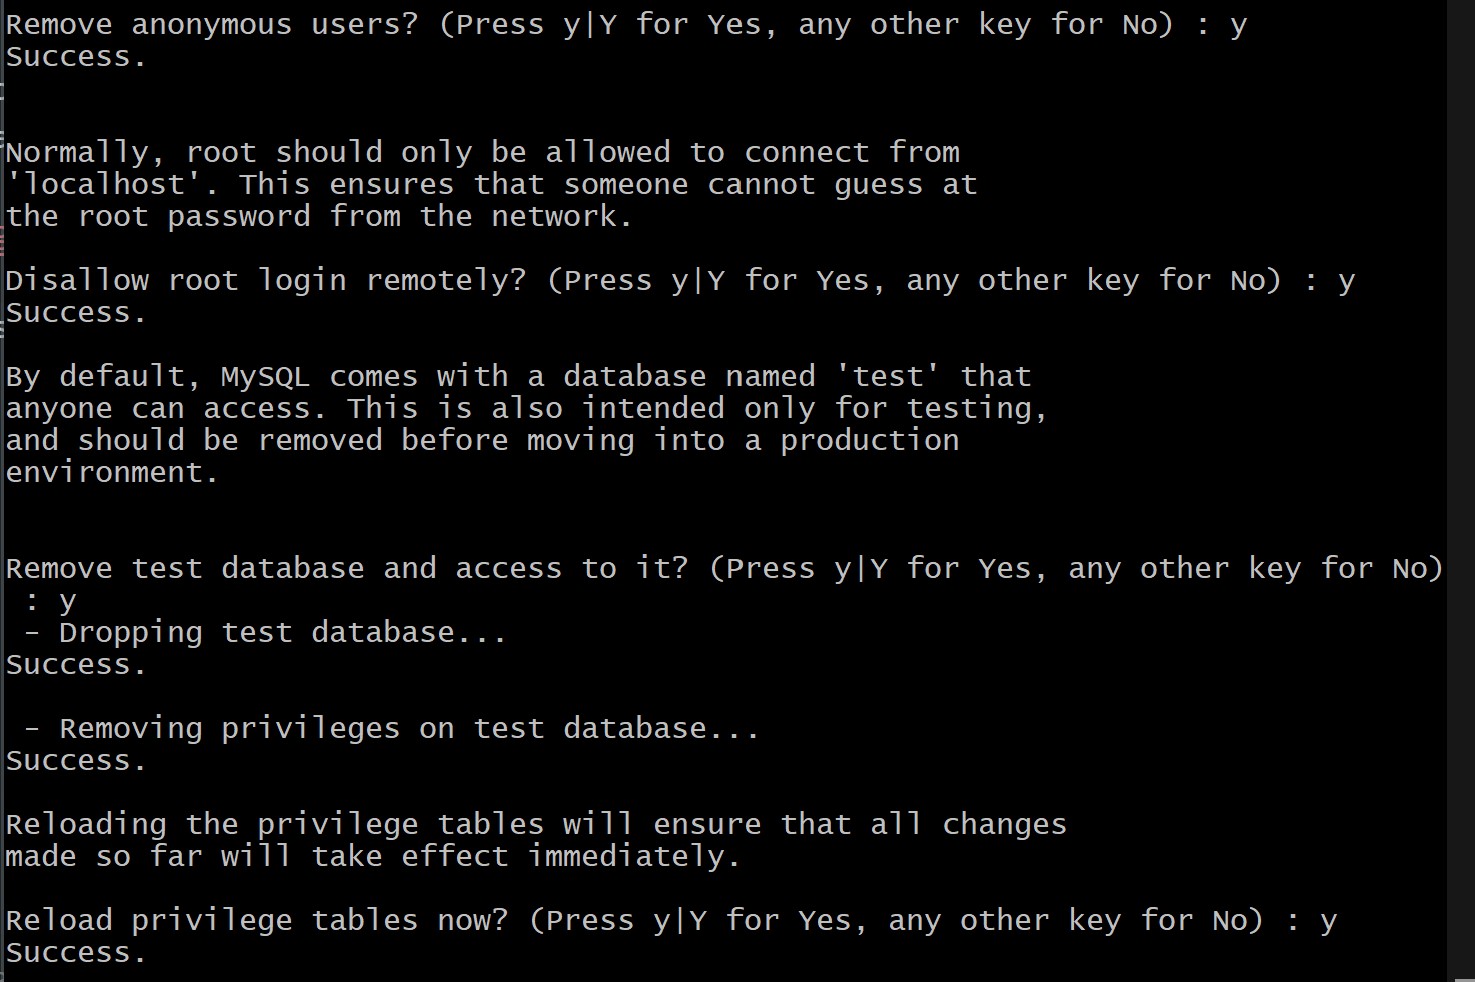 Remove anonymous users? (Press y|Y for Yes, any other key for No) : y
Success.
Normally, root should only be allowed to connect from
'localhost'. This ensures that someone cannot guess at
the root password from the network.
Disallow root login remotely? (Press y|Y for Yes, any other key for No) : y
Success.
By default, MySQL comes with a database named 'test' that
anyone can access. This is also intended only for testing,
and should be removed before moving into a production
environment.
Remove test database and access to it? (Press y|Y for Yes, any other key for No)
 : y
 - Dropping test database...
Success.
 - Removing privileges on test database...
Success.
Reloading the privilege tables will ensure that all changes
made so far will take effect immediately.
Reload privilege tables now? (Press y|Y for Yes, any other key for No) : y
Success.